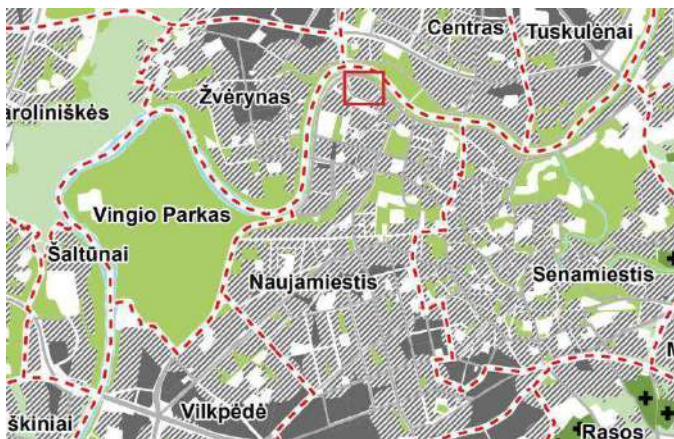 Centras
Tuskulėnai
Žvėrynas
aroliniškės
Vingio Parkas
Šaltūnai
Naujamiestis
Senamiestis
M
Vilkpėdė
škiniai
Rasos